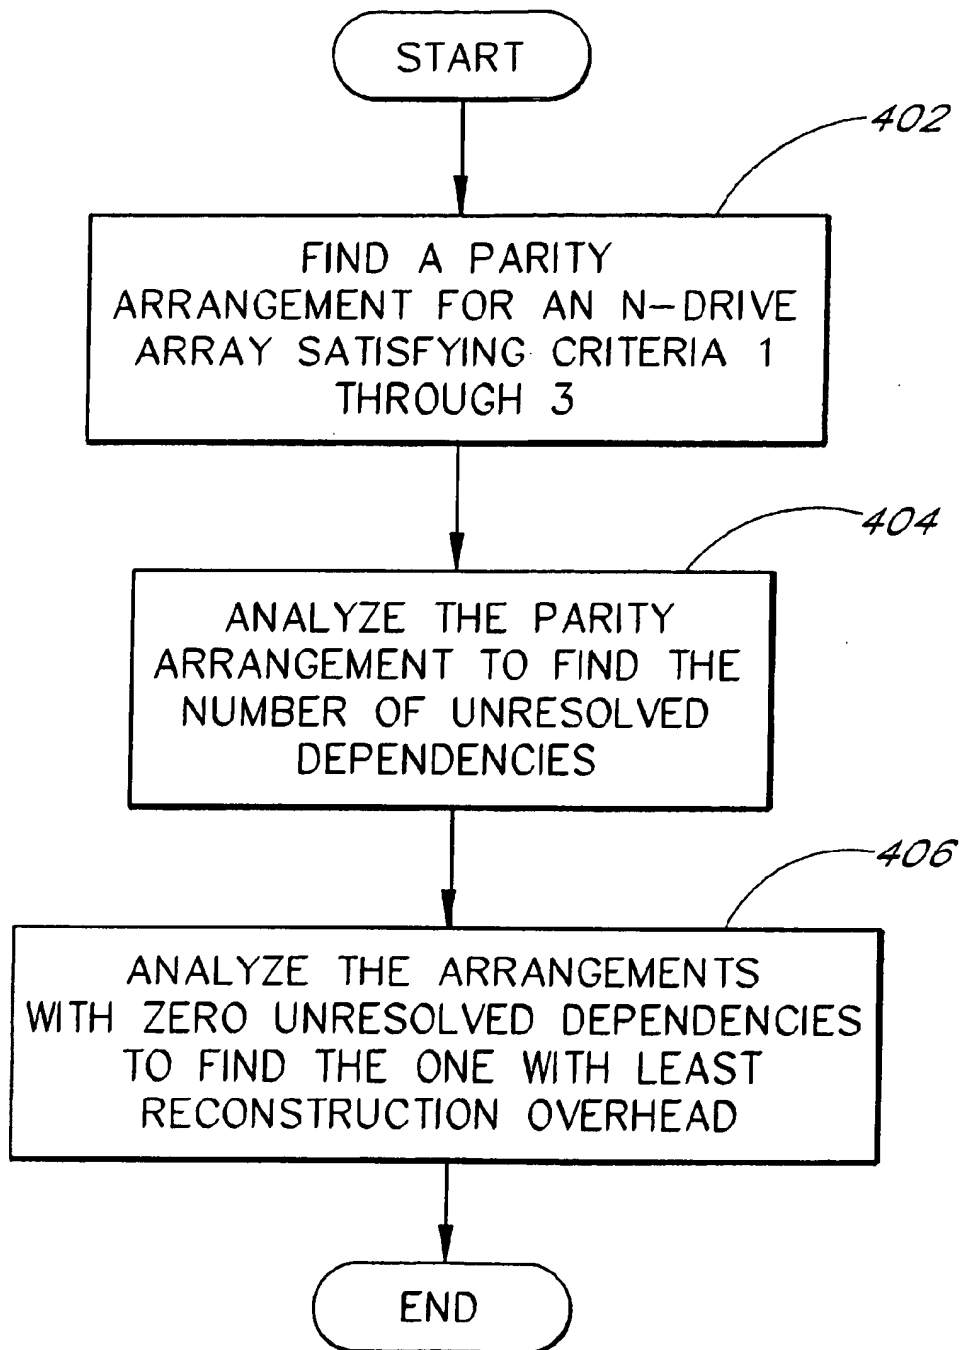 START
402
FIND A PARITY
ARRANGEMENT FOR AN N-DRIVE
ARRAY SATISFYING CRITERIA 1
THROUGH 3
404
ANALYZE THE PARITY
ARRANGEMENT TO FIND THE
NUMBER OF UNRESOLVED
DEPENDENCIES
406
ANALYZE THE ARRANGEMENTS
WITH ZERO UNRESOLVED DEPENDENCIES
TO FIND THE ONE WITH LEAST
RECONSTRUCTION OVERHEAD
END